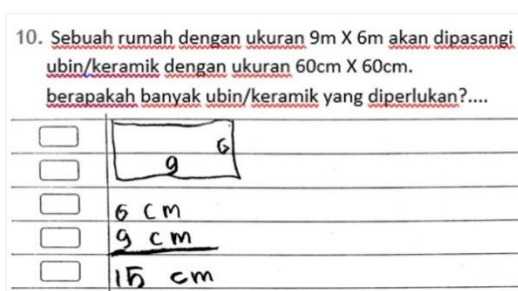 10. Sebuah rumah dengan ukuran 9m X 6m akan dipasangi
ubin/keramik dengan ukuran 60cm X 60cm.
berapakah banyak ubin/keramik yang diperlukan?....
6
9
6 cm
9 cm
15 cm